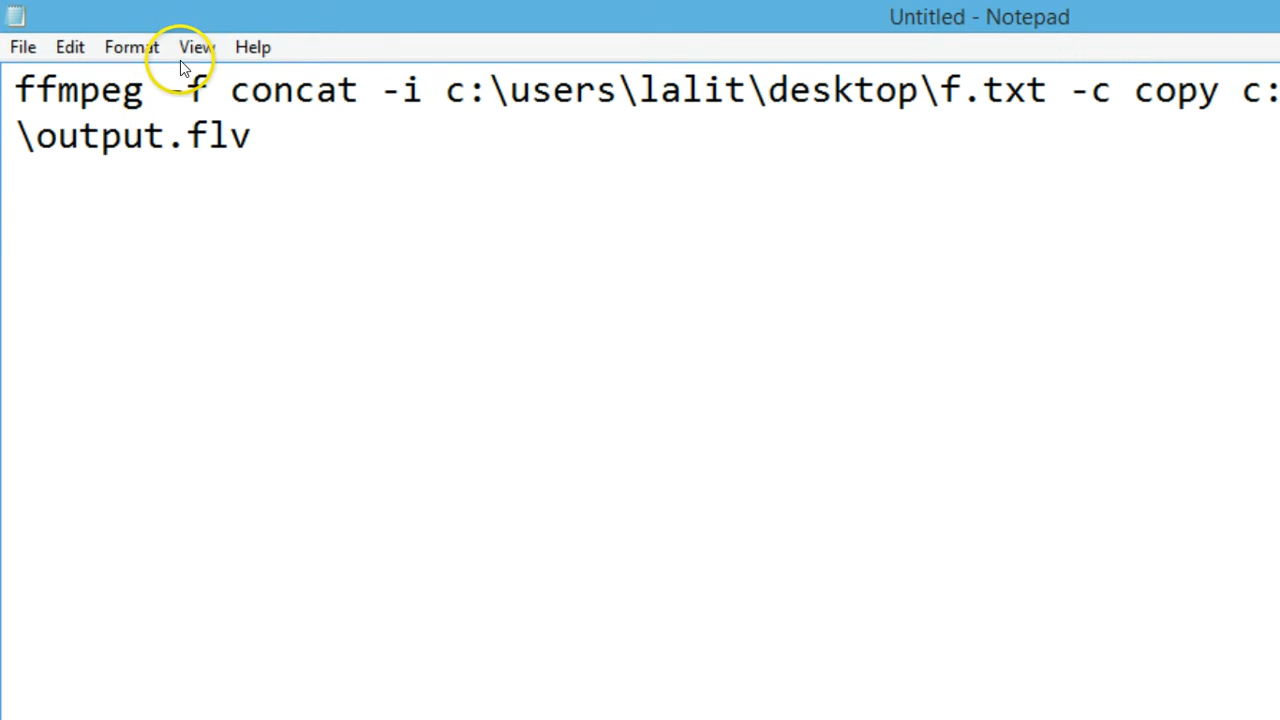 Untitled - Notepad
File Edit Format View Help
ffmpeg -f concat -i c:\users\lalit\desktop\f.txt -c copy c:
\output.flv